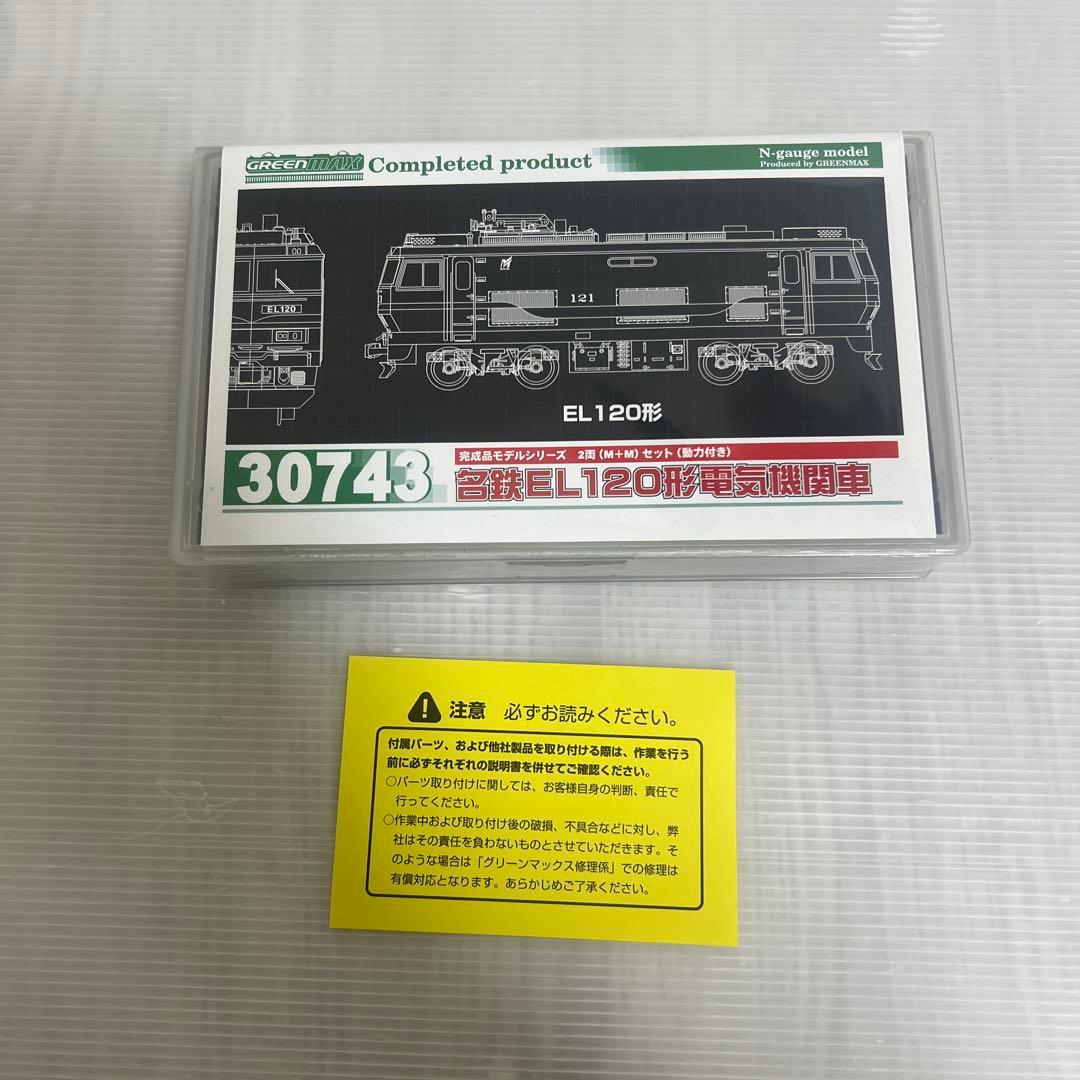 GREENMAX Completed product
N-gauge model
Produced by GREENMAX
EL120
121
EL120形
30743
完成品モデルシリーズ 2両(M+M)セット(動力付き)
名鉄EL120形電気機関車
注意 必ずお読みください。
付属パーツ、および他社製品を取り付ける際は、作業を行う
前に必ずそれぞれの説明書を併せてご確認ください。
○パーツ取り付けに関しては、お客様自身の判断、責任で
行ってください。
○作業中および取り付け後の破損、不具合などに対し、弊
社はその責任を負わないものとさせていただきます。そ
のような場合は「グリーンマックス修理係」での修理は
有償対応となります。あらかじめご了承ください。